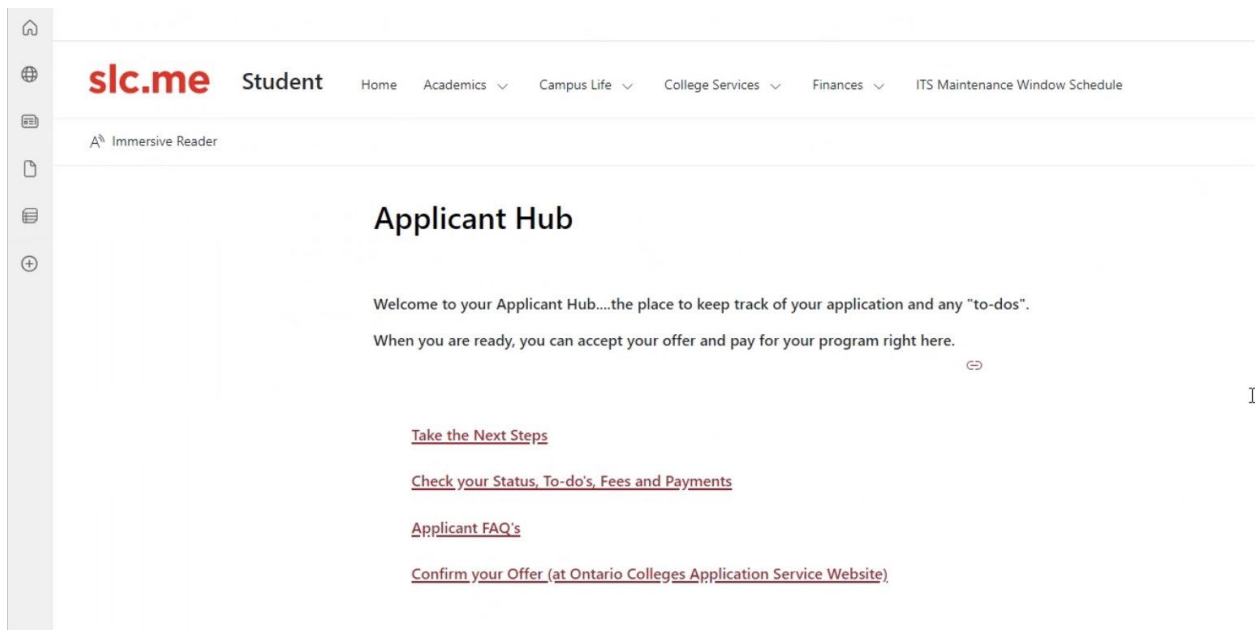 slc.me Student Home Academics Campus Life College Services Finances ITS Maintenance Window Schedule
Immersive Reader
Applicant Hub
Welcome to your Applicant Hub....the place to keep track of your application and any "to-dos".
When you are ready, you can accept your offer and pay for your program right here.
Take the Next Steps
Check your Status, To-do's, Fees and Payments
Applicant FAQ's
Confirm your Offer (at Ontario Colleges Application Service Website)